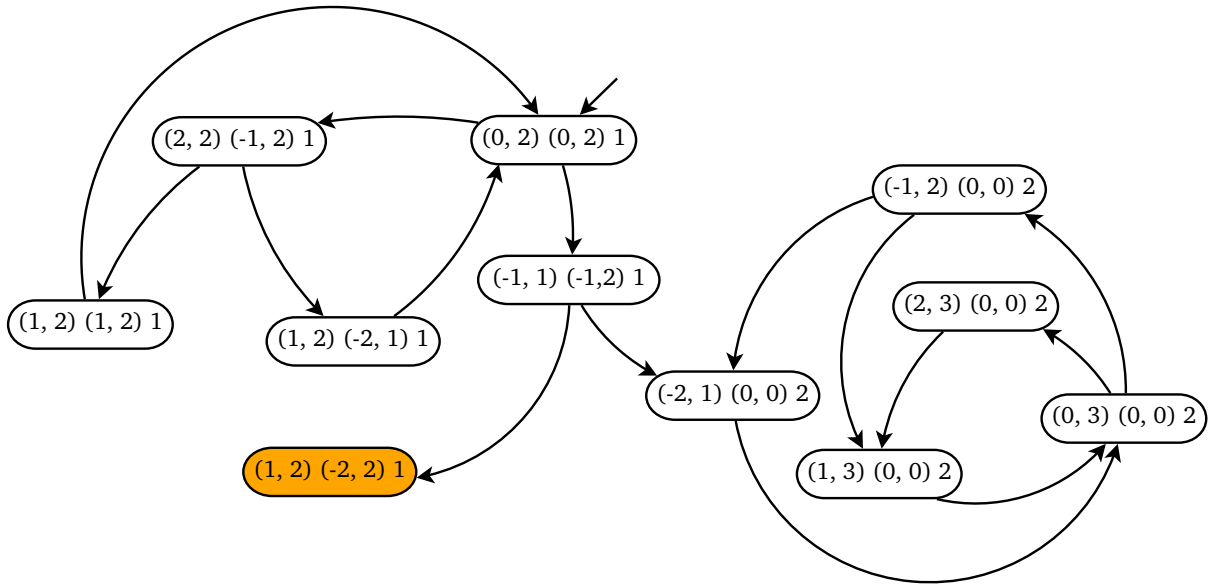 (2, 2) (-1, 2) 1
(0, 2) (0, 2) 1
(-1, 2) (0, 0) 2
(-1, 1) (-1,2) 1
(2, 3) (0, 0) 2
(1, 2) (1, 2) 1
(1, 2) (-2, 1) 1
(-2, 1) (0, 0) 2
(0, 3) (0, 0) 2
(1, 2) (-2, 2) 1
(1, 3) (0, 0) 2